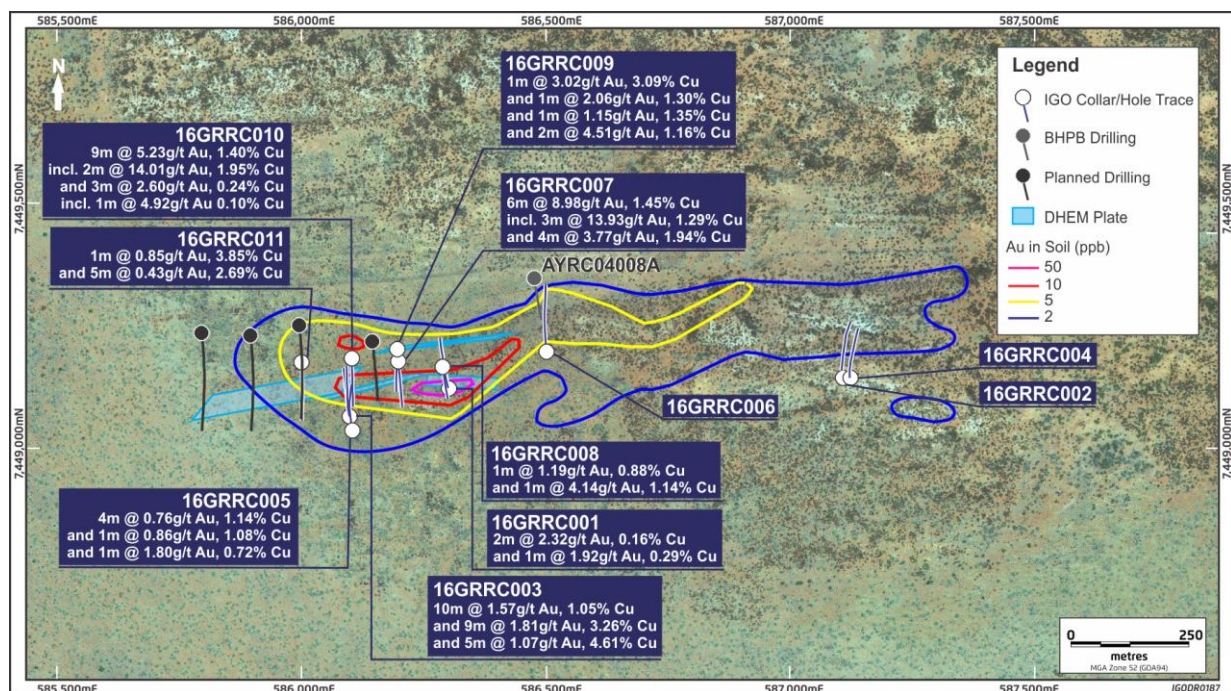 585,500mE
586,000mE
586,500mE
587,000mE
587,500mE
N
7,449,500mN
7,449,000mN
16GRRC009
1m @ 3.02g/t Au, 3.09% Cu
and 1m @ 2.06g/t Au, 1.30% Cu
and 1m @ 1.15g/t Au, 1.35% Cu
and 2m @ 4.51g/t Au, 1.16% Cu
16GRRC010
9m @ 5.23g/t Au, 1.40% Cu
incl. 2m @ 14.01g/t Au, 1.95% Cu
and 3m @ 2.60g/t Au, 0.24% Cu
incl. 1m @ 4.92g/t Au 0.10% Cu
16GRRC007
6m @ 8.98g/t Au, 1.45% Cu
incl. 3m @ 13.93g/t Au, 1.29% Cu
and 4m @ 3.77g/t Au, 1.94% Cu
16GRRC011
1m @ 0.85g/t Au, 3.85% Cu
and 5m @ 0.43g/t Au, 2.69% Cu
AYRC04008A
Legend
IGO Collar/Hole Trace
BHPB Drilling
Planned Drilling
DHEM Plate
Au in Soil (ppb)
50
10
5
2
7,449,500mN
7,449,000mN
16GRRC004
16GRRC002
16GRRC006
16GRRC008
1m @ 1.19g/t Au, 0.88% Cu
and 1m @ 4.14g/t Au, 1.14% Cu
16GRRC005
4m @ 0.76g/t Au, 1.14% Cu
and 1m @ 0.86g/t Au, 1.08% Cu
and 1m @ 1.80g/t Au, 0.72% Cu
16GRRC001
2m @ 2.32g/t Au, 0.16% Cu
and 1m @ 1.92g/t Au, 0.29% Cu
16GRRC003
10m @ 1.57g/t Au, 1.05% Cu
and 9m @ 1.81g/t Au, 3.26% Cu
and 5m @ 1.07g/t Au, 4.61% Cu
0 250
metres
MGA Zone 52 (GDA94)
585,500mE
586,000mE
586,500mE
587,000mE
587,500mE
IGODR0187